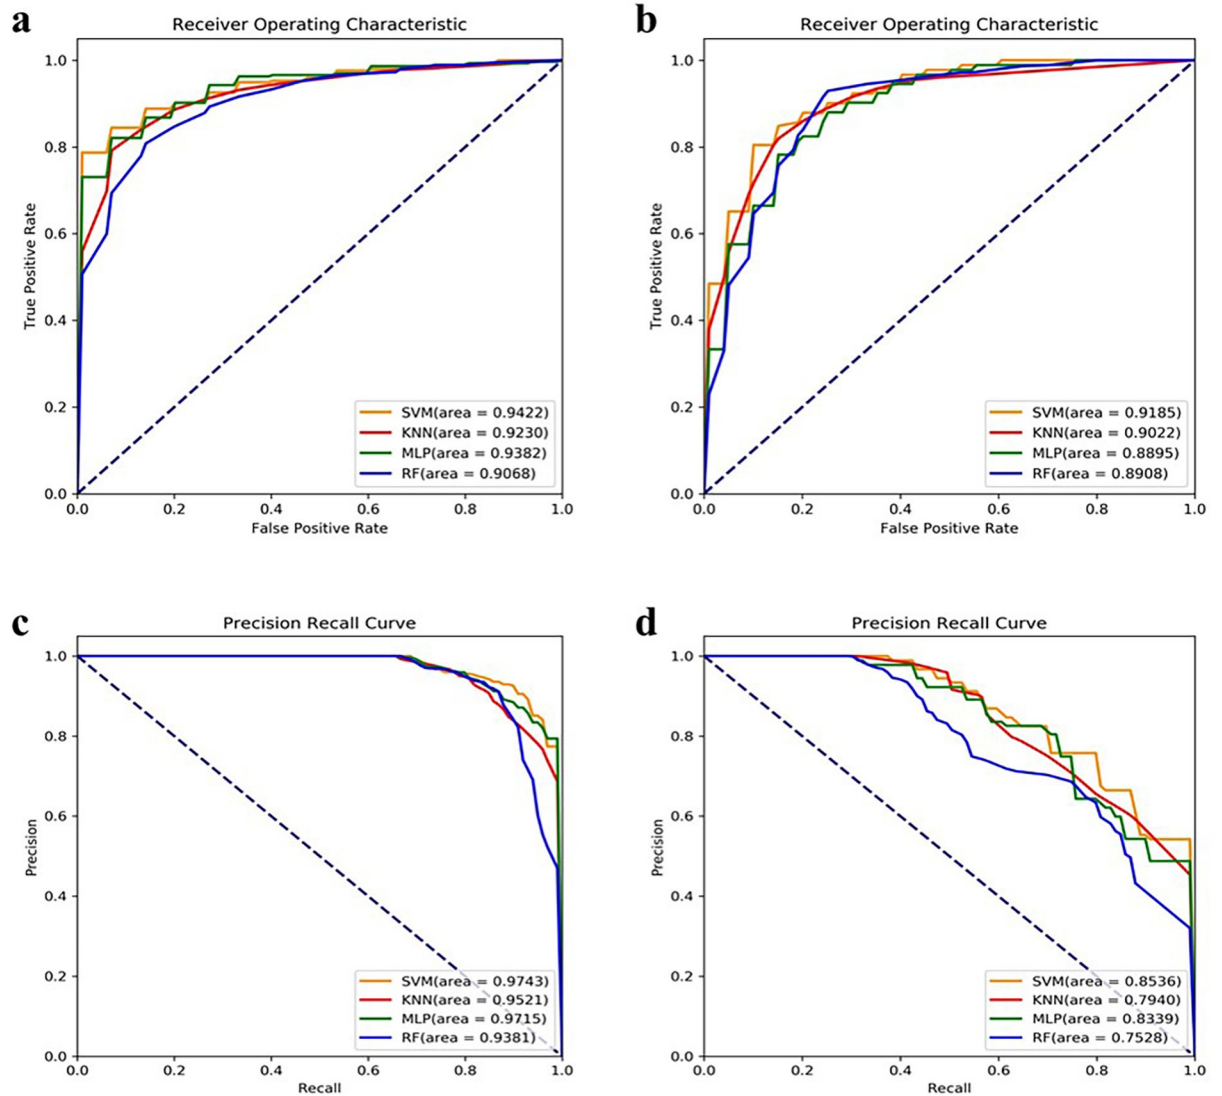 a
Receiver Operating Characteristic
1.0
0.8
0.6
0.4
0.2
0.0
True Positive Rate
SVM(area = 0.9422)
KNN(area = 0.9230)
MLP(area = 0.9382)
RF(area = 0.9068)
0.0 0.2 0.4 0.6 0.8 1.0
False Positive Rate
b
Receiver Operating Characteristic
1.0
0.8
0.6
0.4
0.2
0.0
True Positive Rate
SVM(area = 0.9185)
KNN(area = 0.9022)
MLP(area = 0.8895)
RF(area = 0.8908)
0.0 0.2 0.4 0.6 0.8 1.0
False Positive Rate
c
Precision Recall Curve
1.0
0.8
0.6
0.4
0.2
0.0
Precision
SVM(area = 0.9743)
KNN(area = 0.9521)
MLP(area = 0.9715)
RF(area = 0.9381)
0.0 0.2 0.4 0.6 0.8 1.0
Recall
d
Precision Recall Curve
1.0
0.8
0.6
0.4
0.2
0.0
Precision
SVM(area = 0.8536)
KNN(area = 0.7940)
MLP(area = 0.8339)
RF(area = 0.7528)
0.0 0.2 0.4 0.6 0.8 1.0
Recall